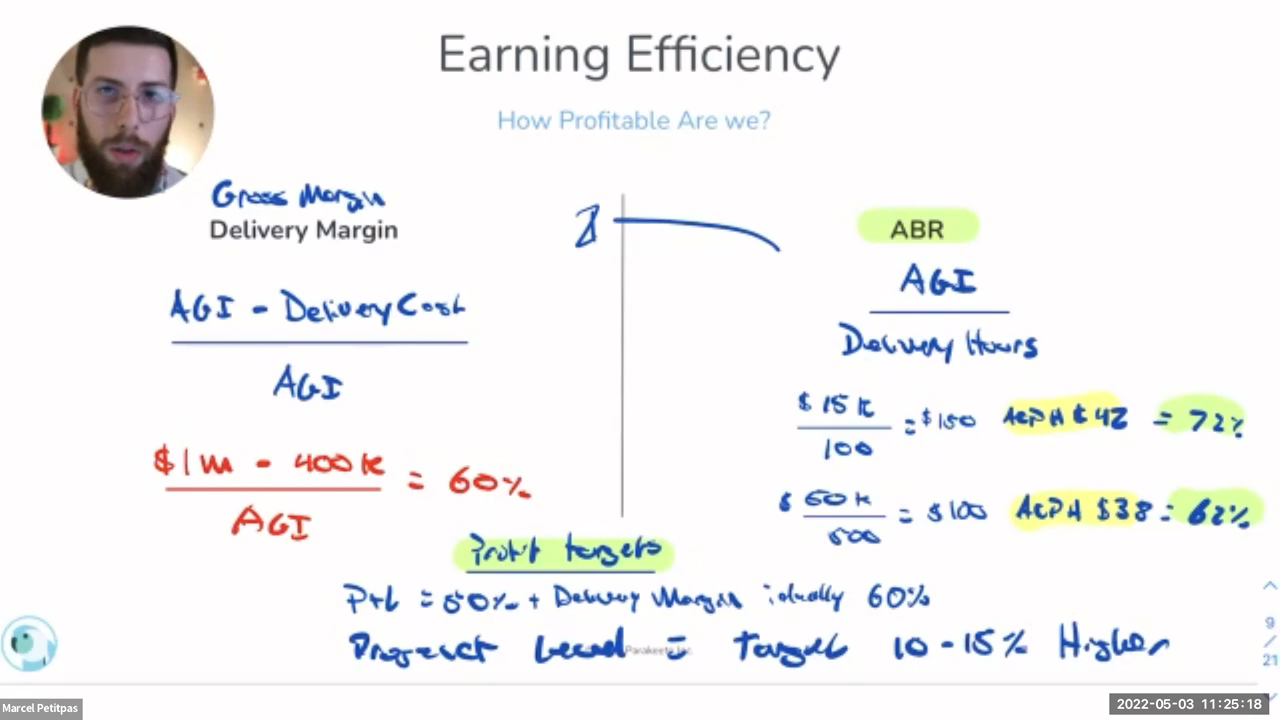 Earning Efficiency
How Profitable Are we?
Gross Margin
Delivery Margin
AGI - Delivery Cost
AGI
$1m - 400k = 60%
AGI
ABR
AGI
Delivery Hours
$15k
100
= $150 ACPH $42 = 72%
$50k
500
= $100 ACPH $38 = 62%
Profit targets
P+L = 50% + Delivery Margin ideally 60%
Project Level = Target 10-15% Higher
Parakeeto Inc.
9
/
21
Marcel Petitpas
2022-05-03 11:25:18